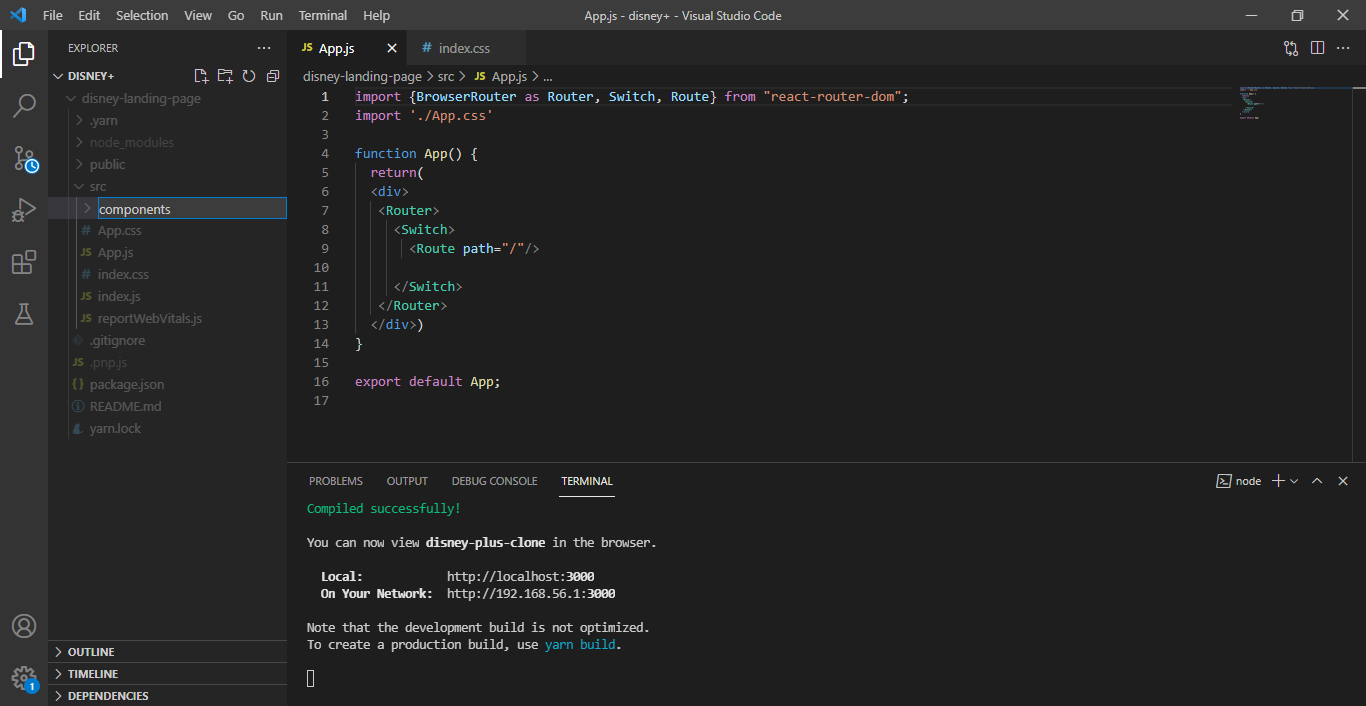 File Edit Selection View Go Run Terminal Help App.js - disney+ - Visual Studio Code
EXPLORER
DISNEY+
disney-landing-page
.yarn
node_modules
public
src
components
# App.css
JS App.js
# index.css
JS index.js
JS reportWebVitals.js
.gitignore
JS .pnp.js
{} package.json
README.md
yarn.lock
OUTLINE
TIMELINE
DEPENDENCIES
1
JS App.js # index.css
disney-landing-page > src > JS App.js > ...
1 import {BrowserRouter as Router, Switch, Route} from "react-router-dom";
2 import './App.css'
3
4 function App() {
5 return(
6 <div>
7 <Router>
8 <Switch>
9 <Route path="/"/>
10
11 </Switch>
12 </Router>
13 </div>)
14 }
15
16 export default App;
17
PROBLEMS OUTPUT DEBUG CONSOLE TERMINAL node
Compiled successfully!
You can now view disney-plus-clone in the browser.
Local: http://localhost:3000
On Your Network: http://192.168.56.1:3000
Note that the development build is not optimized.
To create a production build, use yarn build.